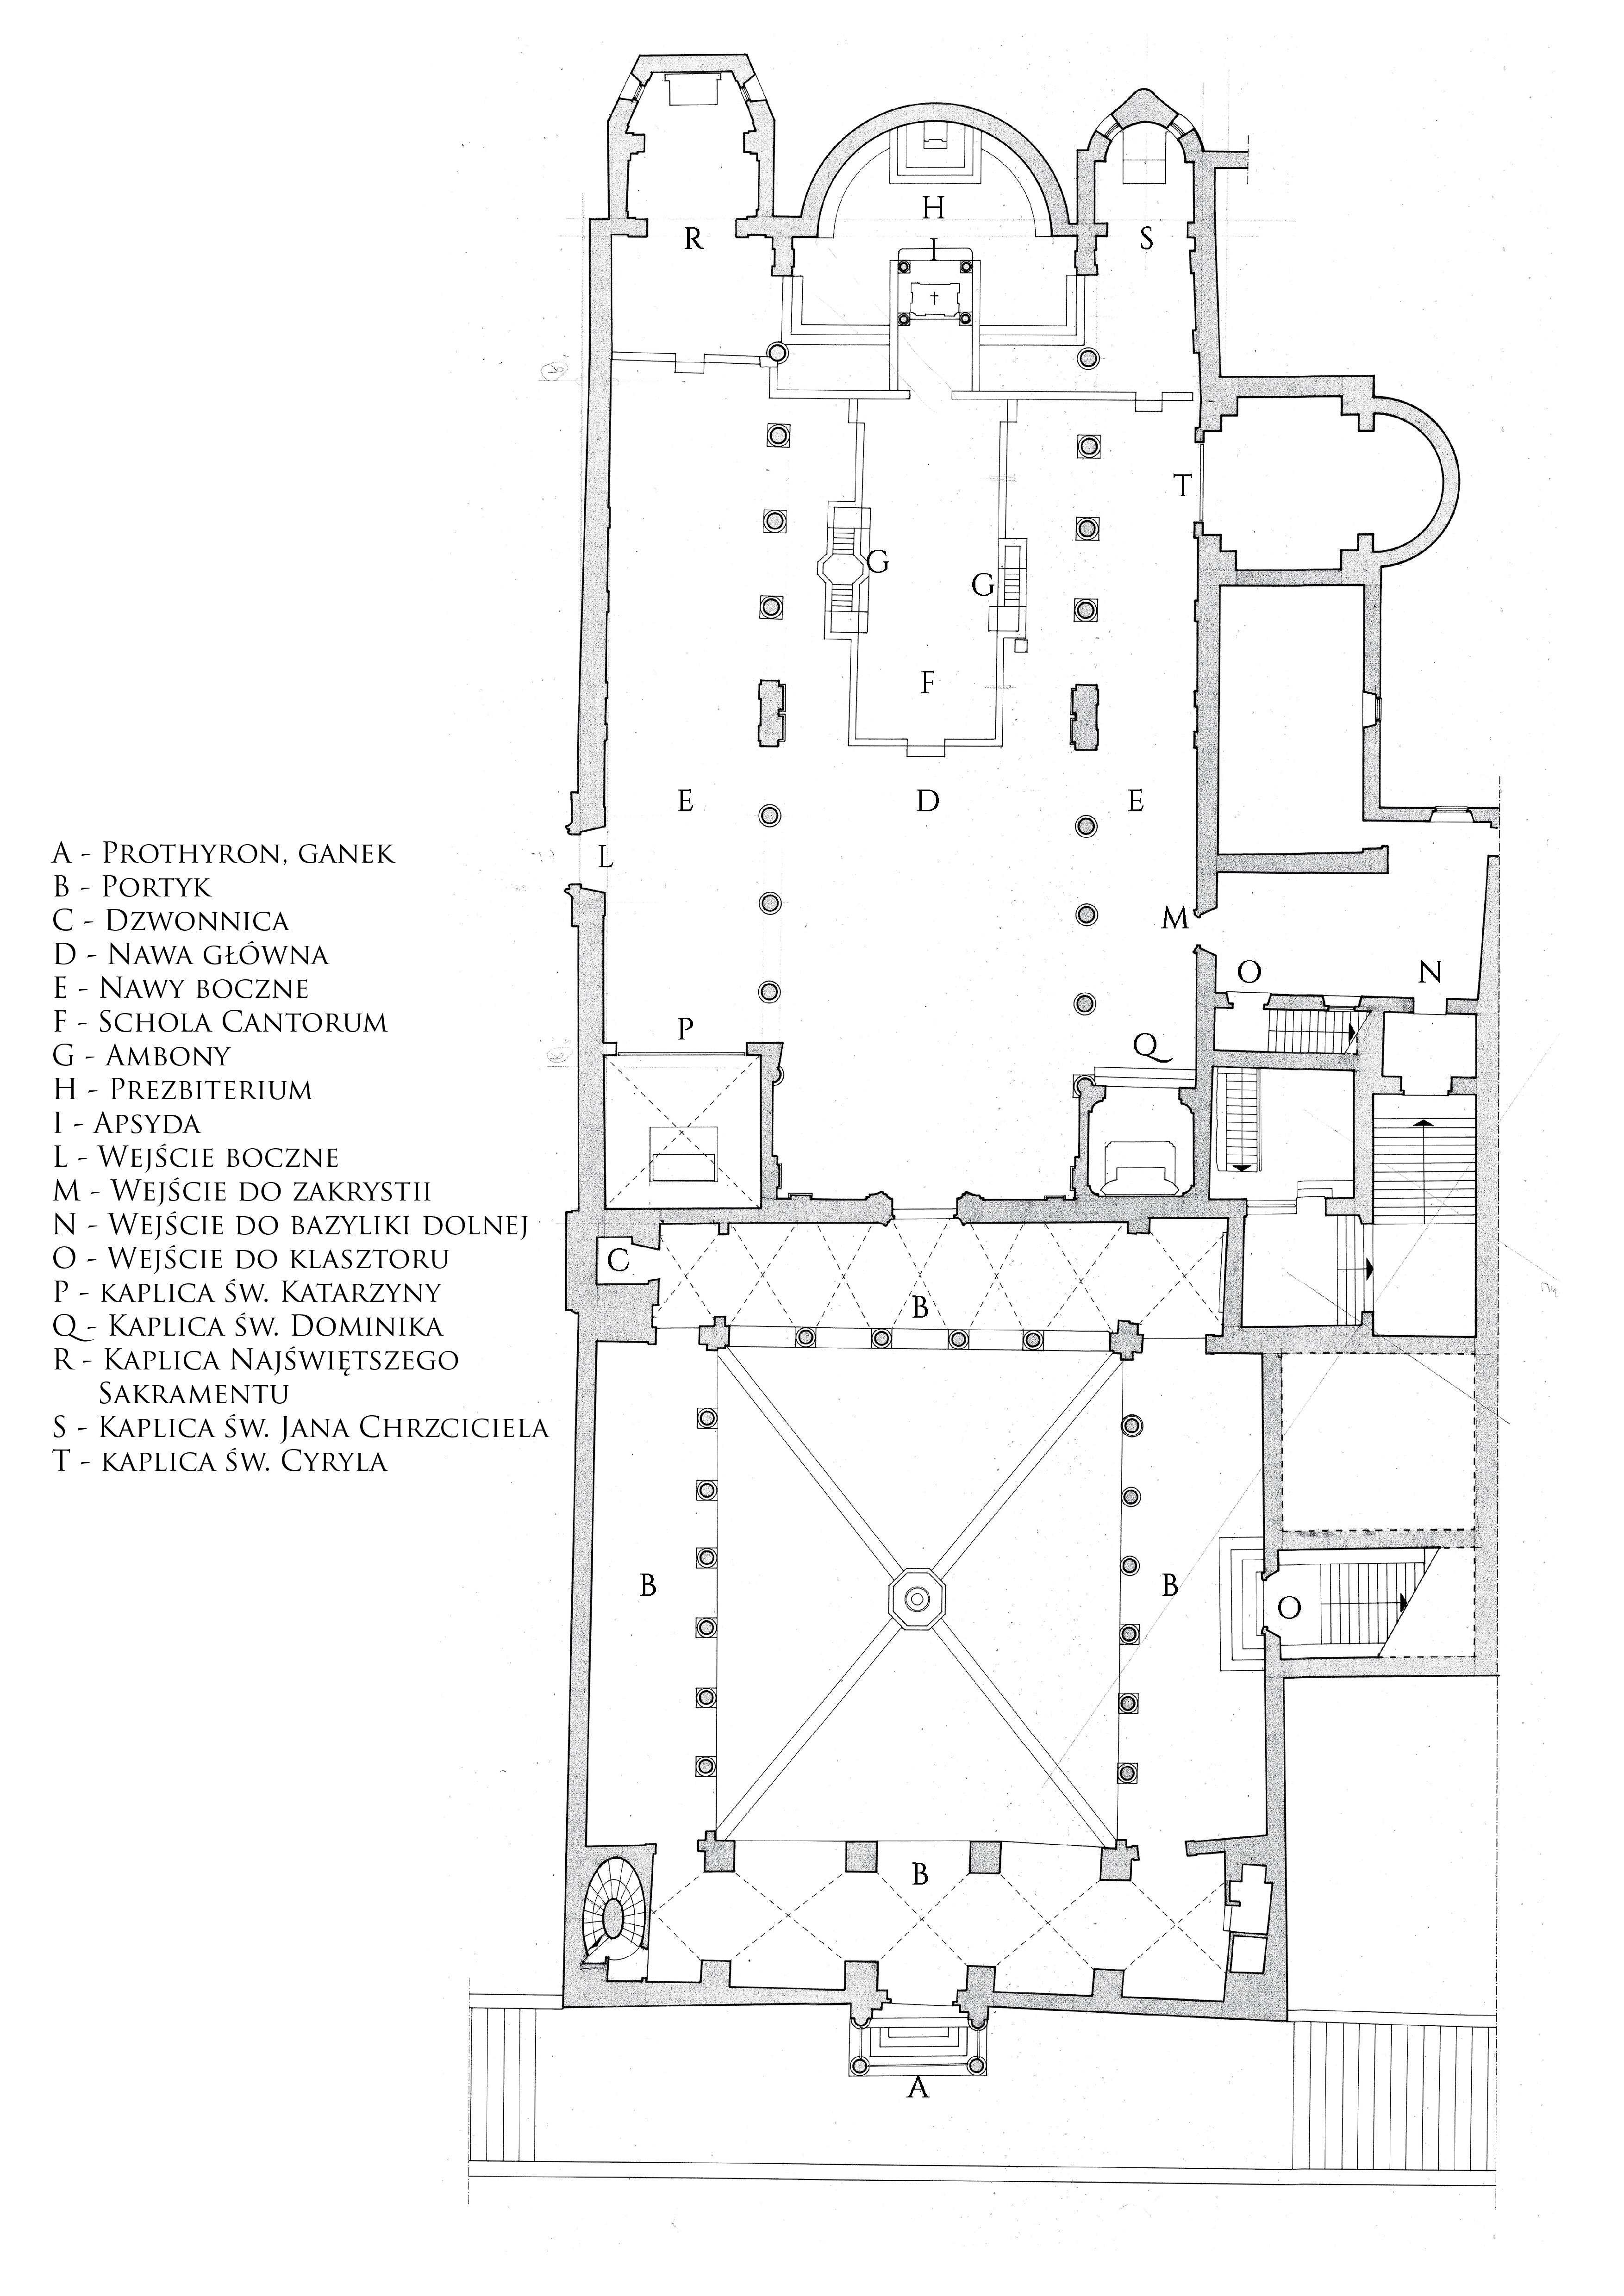 R
H
I
S
T
G
G
F
E
D
E
L
M
O
N
P
Q
C
B
B
B
O
B
A
A - Prothyron, ganek
B - Portyk
C - Dzwonnica
D - Nawa główna
E - Nawy boczne
F - Schola Cantorum
G - Ambony
H - Prezbiterium
I - Apsyda
L - Wejście boczne
M - Wejście do zakrystii
N - Wejście do bazyliki dolnej
O - Wejście do klasztoru
P - kaplica św. Katarzyny
Q - Kaplica św. Dominika
R - Kaplica Najświętszego
Sakramentu
S - Kaplica św. Jana Chrzciciela
T - kaplica św. Cyryla